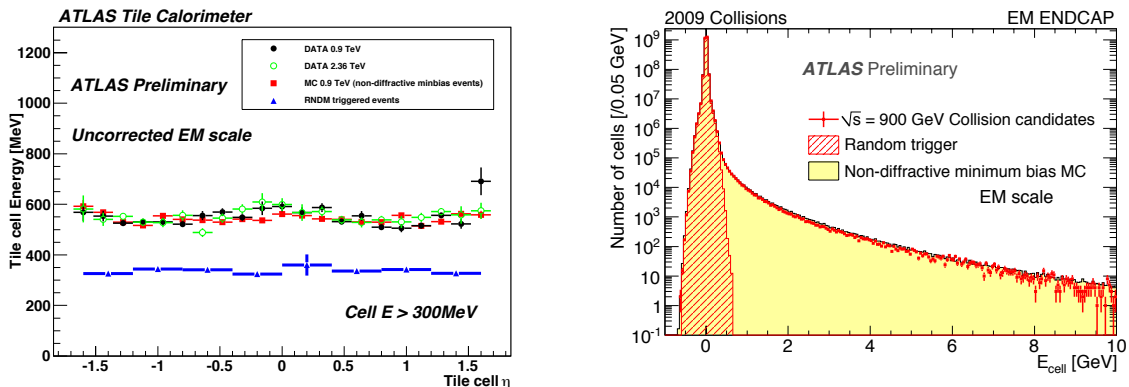 ATLAS Tile Calorimeter
Tile cell Energy [MeV]
1200
1000
800
600
400
200
0
DATA 0.9 TeV
DATA 2.36 TeV
MC 0.9 TeV (non-diffractive minbias events)
RNDM triggered events
ATLAS Preliminary
Uncorrected EM scale
Cell E > 300MeV
-1.5 -1 -0.5 0 0.5 1 1.5
Tile cell η
2009 Collisions EM ENDCAP
Number of cells [/0.05 GeV]
10⁹
10⁸
10⁷
10⁶
10⁵
10⁴
10³
10²
10
1
10⁻¹
ATLAS Preliminary
√s = 900 GeV Collision candidates
Random trigger
Non-diffractive minimum bias MC
EM scale
0 2 4 6 8 10
E_cell [GeV]